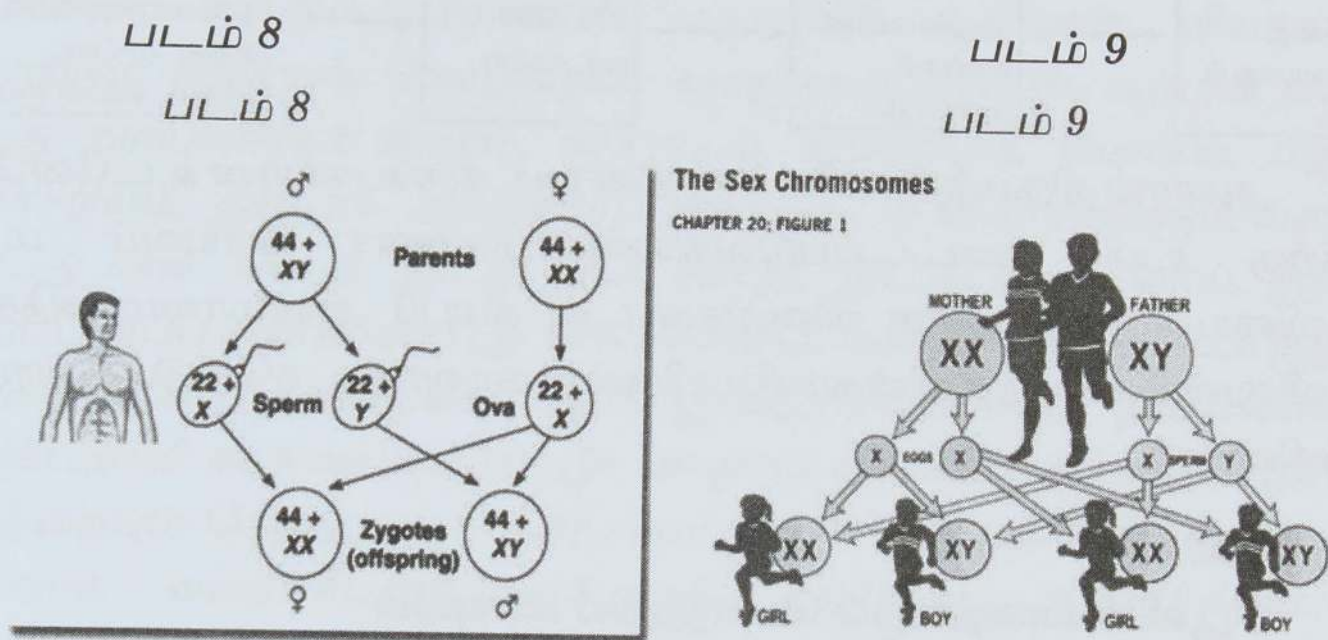 படம் 8
படம் 8
♂
♀
44 +
XY
Parents
44 +
XX
22 +
X
Sperm
22 +
Y
Ova
22 +
X
44 +
XX
Zygotes
(offspring)
44 +
XY
♀
♂
படம் 9
படம் 9
The Sex Chromosomes
CHAPTER 20; FIGURE 1
MOTHER
FATHER
XX
XY
X
EGGS
X
X
SPERM
Y
XX
XY
XX
XY
GIRL
BOY
GIRL
BOY